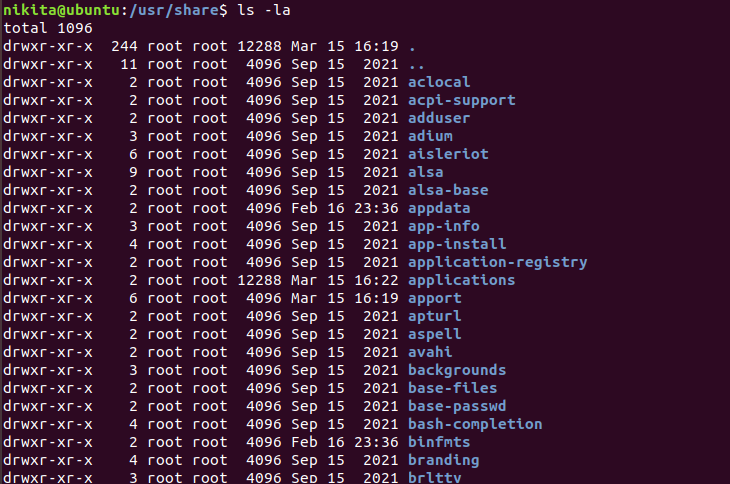 nikita@ubuntu:/usr/share$ ls -la
total 1096
drwxr-xr-x  244 root root 12288 Mar 15 16:19 .
drwxr-xr-x   11 root root  4096 Sep 15  2021 ..
drwxr-xr-x    2 root root  4096 Sep 15  2021 aclocal
drwxr-xr-x    2 root root  4096 Sep 15  2021 acpi-support
drwxr-xr-x    2 root root  4096 Sep 15  2021 adduser
drwxr-xr-x    3 root root  4096 Sep 15  2021 adium
drwxr-xr-x    6 root root  4096 Sep 15  2021 aisleriot
drwxr-xr-x    9 root root  4096 Sep 15  2021 alsa
drwxr-xr-x    2 root root  4096 Sep 15  2021 alsa-base
drwxr-xr-x    2 root root  4096 Feb 16 23:36 appdata
drwxr-xr-x    3 root root  4096 Sep 15  2021 app-info
drwxr-xr-x    4 root root  4096 Sep 15  2021 app-install
drwxr-xr-x    2 root root  4096 Sep 15  2021 application-registry
drwxr-xr-x    2 root root 12288 Mar 15 16:22 applications
drwxr-xr-x    6 root root  4096 Mar 15 16:19 apport
drwxr-xr-x    2 root root  4096 Sep 15  2021 apturl
drwxr-xr-x    2 root root  4096 Sep 15  2021 aspell
drwxr-xr-x    2 root root  4096 Sep 15  2021 avahi
drwxr-xr-x    3 root root  4096 Sep 15  2021 backgrounds
drwxr-xr-x    2 root root  4096 Sep 15  2021 base-files
drwxr-xr-x    2 root root  4096 Sep 15  2021 base-passwd
drwxr-xr-x    4 root root  4096 Sep 15  2021 bash-completion
drwxr-xr-x    2 root root  4096 Feb 16 23:36 binfmts
drwxr-xr-x    4 root root  4096 Sep 15  2021 branding
drwxr-xr-x    3 root root  4096 Sep 15  2021 brltty